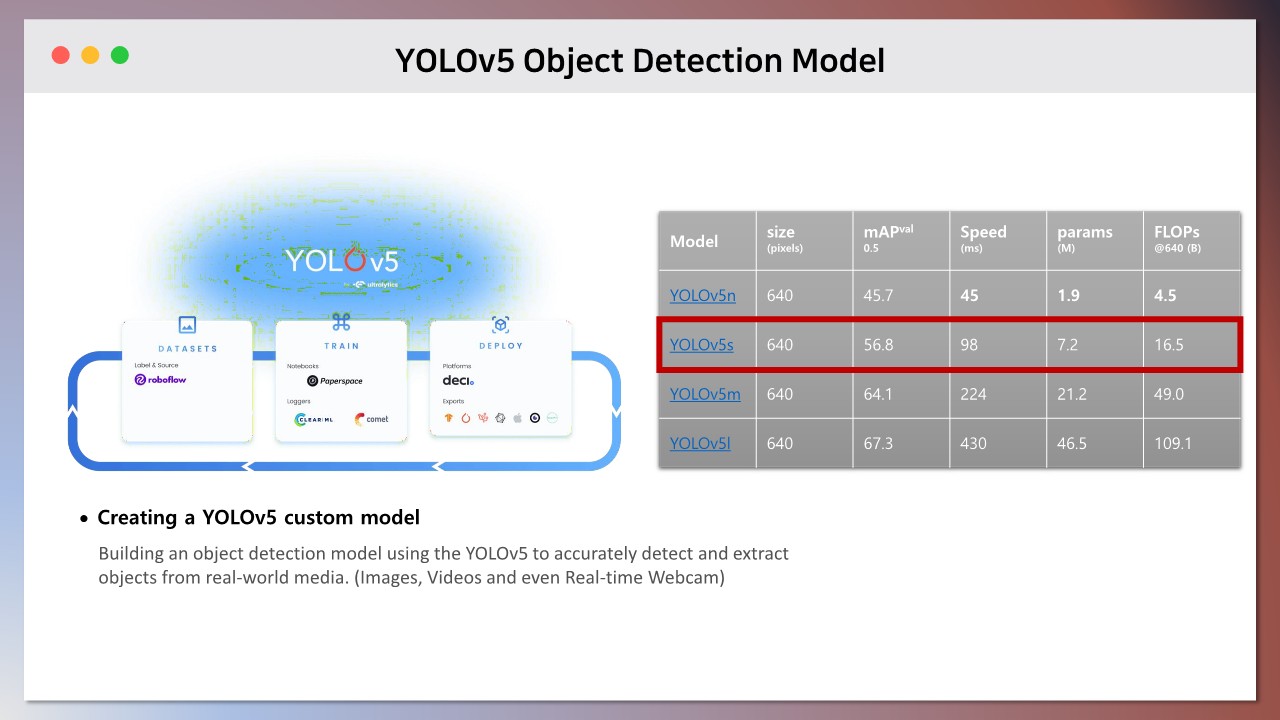 YOLOv5 Object Detection Model
YOLOv5
by ultralytics
DATASETS
Label & Source
roboflow
TRAIN
Notebooks
Paperspace
Loggers
CLEAR|ML comet
DEPLOY
Platforms
deci.
Exports
Model size (pixels) mAPval 0.5 Speed (ms) params (M) FLOPs @640 (B)
YOLOv5n 640 45.7 45 1.9 4.5
YOLOv5s 640 56.8 98 7.2 16.5
YOLOv5m 640 64.1 224 21.2 49.0
YOLOv5l 640 67.3 430 46.5 109.1
• Creating a YOLOv5 custom model
Building an object detection model using the YOLOv5 to accurately detect and extract
objects from real-world media. (Images, Videos and even Real-time Webcam)